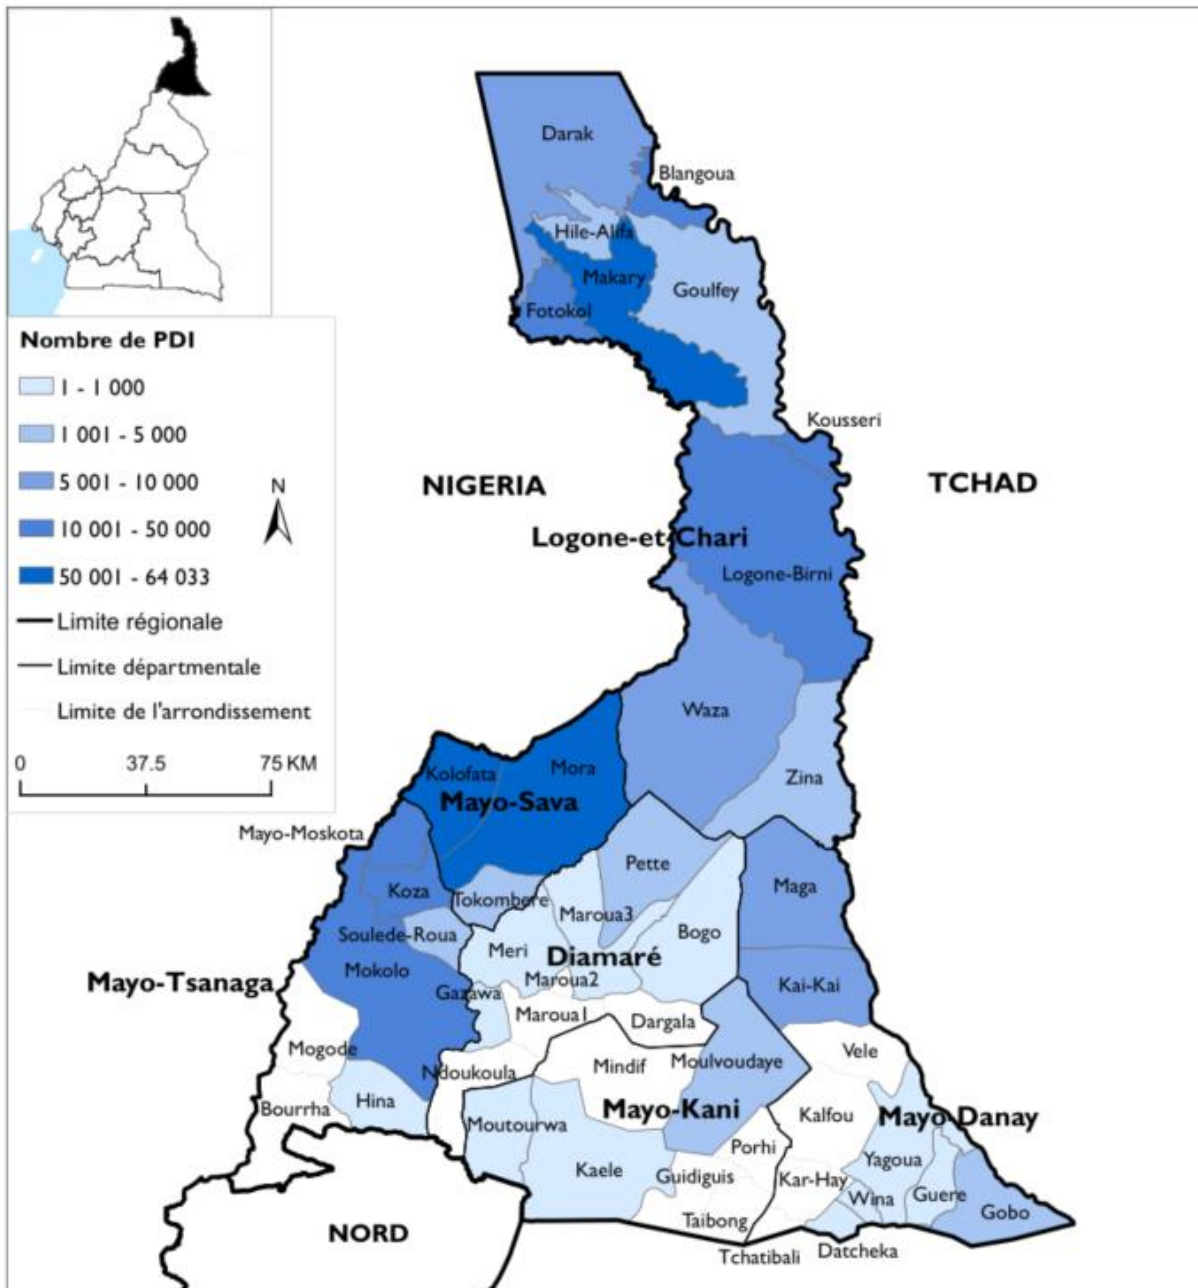 Nombre de PDI
1 - 1 000
1 001 - 5 000
5 001 - 10 000
10 001 - 50 000
50 001 - 64 033
Limite régionale
Limite départmentale
Limite de l'arrondissement
0 37.5 75 KM
N
Darak
Blangoua
Hile-Alifa
Makary
Goulfey
Fotokol
Kousseri
NIGERIA
TCHAD
Logone-et-Chari
Logone-Birni
Waza
Zina
Kolofata
Mora
Mayo-Sava
Mayo-Moskota
Pette
Maga
Koza
Tokombere
Maroua3
Soulede-Roua
Bogo
Meri
Diamaré
Mokolo
Mayo-Tsanaga
Maroua2
Kai-Kai
Gazawa
Maroua1
Dargala
Mogode
Vele
Ndoukoula
Mindif
Moulvoudaye
Bourrha
Hina
Mayo-Kani
Kalfou
Mayo Danay
Moutourwa
Porhi
Yagoua
Kaele
Guidiguis
Kar-Hay
Wina
Guere
Gobo
Taibong
NORD
Tchatibali
Datcheka